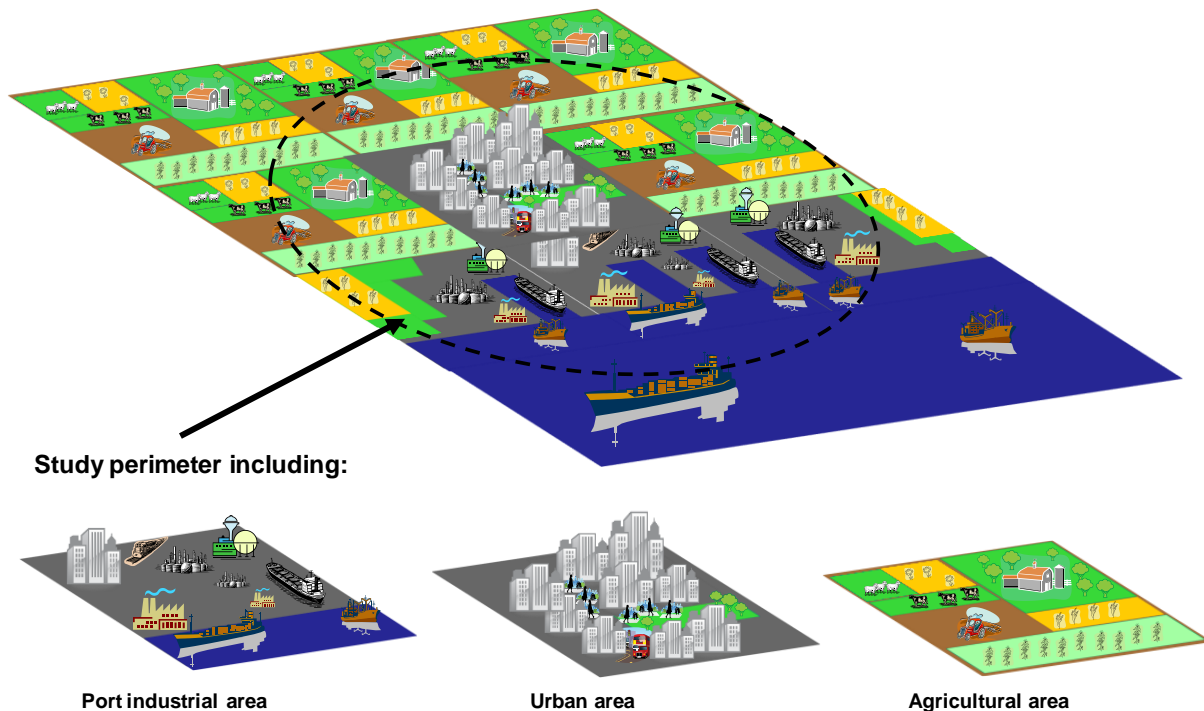 Study perimeter including:
Port industrial area
Urban area
Agricultural area